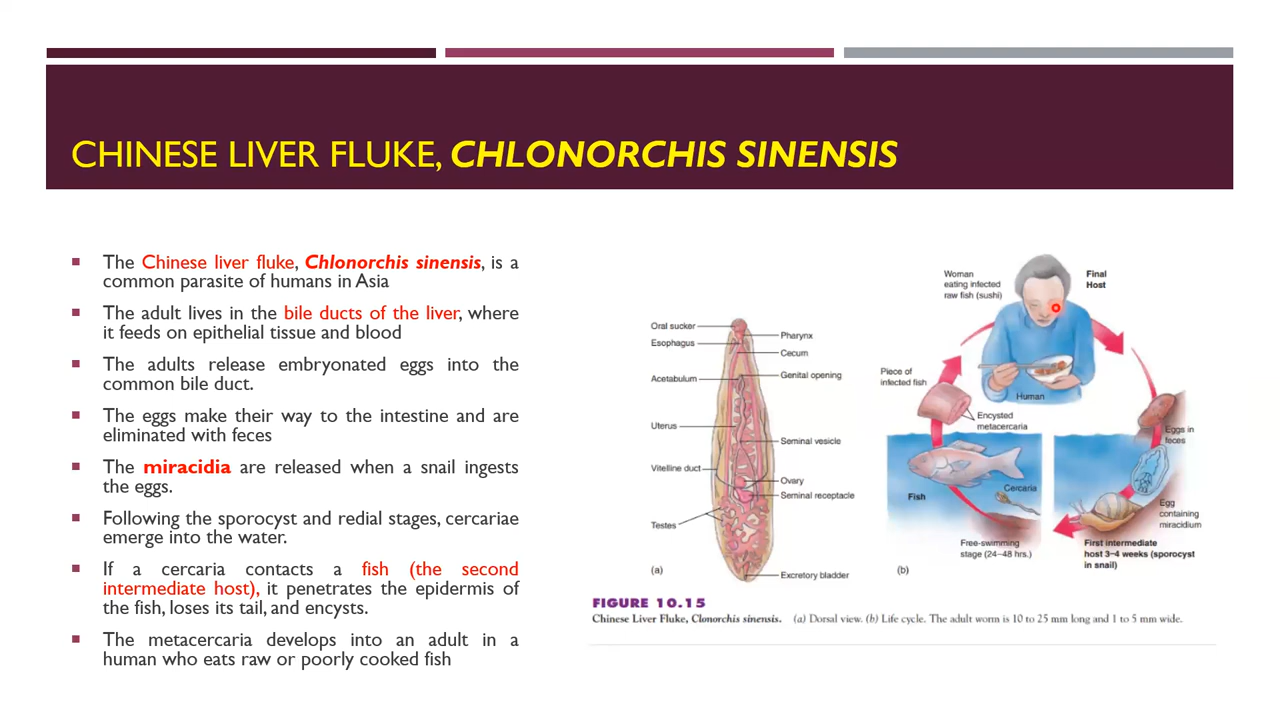 CHINESE LIVER FLUKE, CHLONORCHIS SINENSIS
The Chinese liver fluke, Chlonorchis sinensis, is a
common parasite of humans in Asia
The adult lives in the bile ducts of the liver, where
it feeds on epithelial tissue and blood
The adults release embryonated eggs into the
common bile duct.
The eggs make their way to the intestine and are
eliminated with feces
The miracidia are released when a snail ingests
the eggs.
Following the sporocyst and redial stages, cercariae
emerge into the water.
If a cercaria contacts a fish (the second
intermediate host), it penetrates the epidermis of
the fish, loses its tail, and encysts.
The metacercaria develops into an adult in a
human who eats raw or poorly cooked fish
Oral sucker
Esophagus
Acetabulum
Uterus
Vitelline duct
Testes
Pharynx
Cecum
Genital opening
Seminal vesicle
Ovary
Seminal receptacle
Excretory bladder
(a)
Woman
eating infected
raw fish (sushi)
Final
Host
Human
Piece of
infected fish
Encysted
metacercaria
Fish
Cercaria
Free-swimming
stage (24–48 hrs.)
Eggs in
feces
Egg
containing
miracidium
First intermediate
host 3–4 weeks (sporocyst
in snail)
(b)
FIGURE 10.15
Chinese Liver Fluke, Clonorchis sinensis. (a) Dorsal view. (b) Life cycle. The adult worm is 10 to 25 mm long and 1 to 5 mm wide.